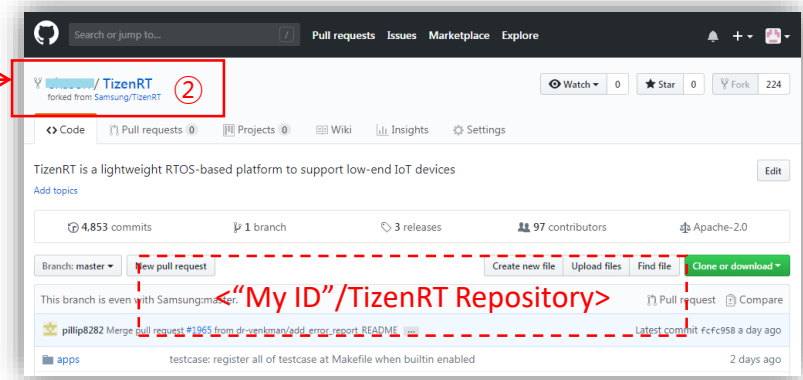 Search or jump to... / Pull requests Issues Marketplace Explore
/ TizenRT
forked from Samsung/TizenRT
②
Watch 0 Star 0 Fork 224
Code Pull requests 0 Projects 0 Wiki Insights Settings
TizenRT is a lightweight RTOS-based platform to support low-end IoT devices
Edit
Add topics
4,853 commits 1 branch 3 releases 97 contributors Apache-2.0
Branch: master New pull request Create new file Upload files Find file Clone or download
<“My ID”/TizenRT Repository>
This branch is even with Samsung:master. Pull request Compare
pillip8282 Merge pull request #1965 from dr-venkman/add_error_report_README ... Latest commit fcfc958 a day ago
apps testcase: register all of testcase at Makefile when builtin enabled 2 days ago